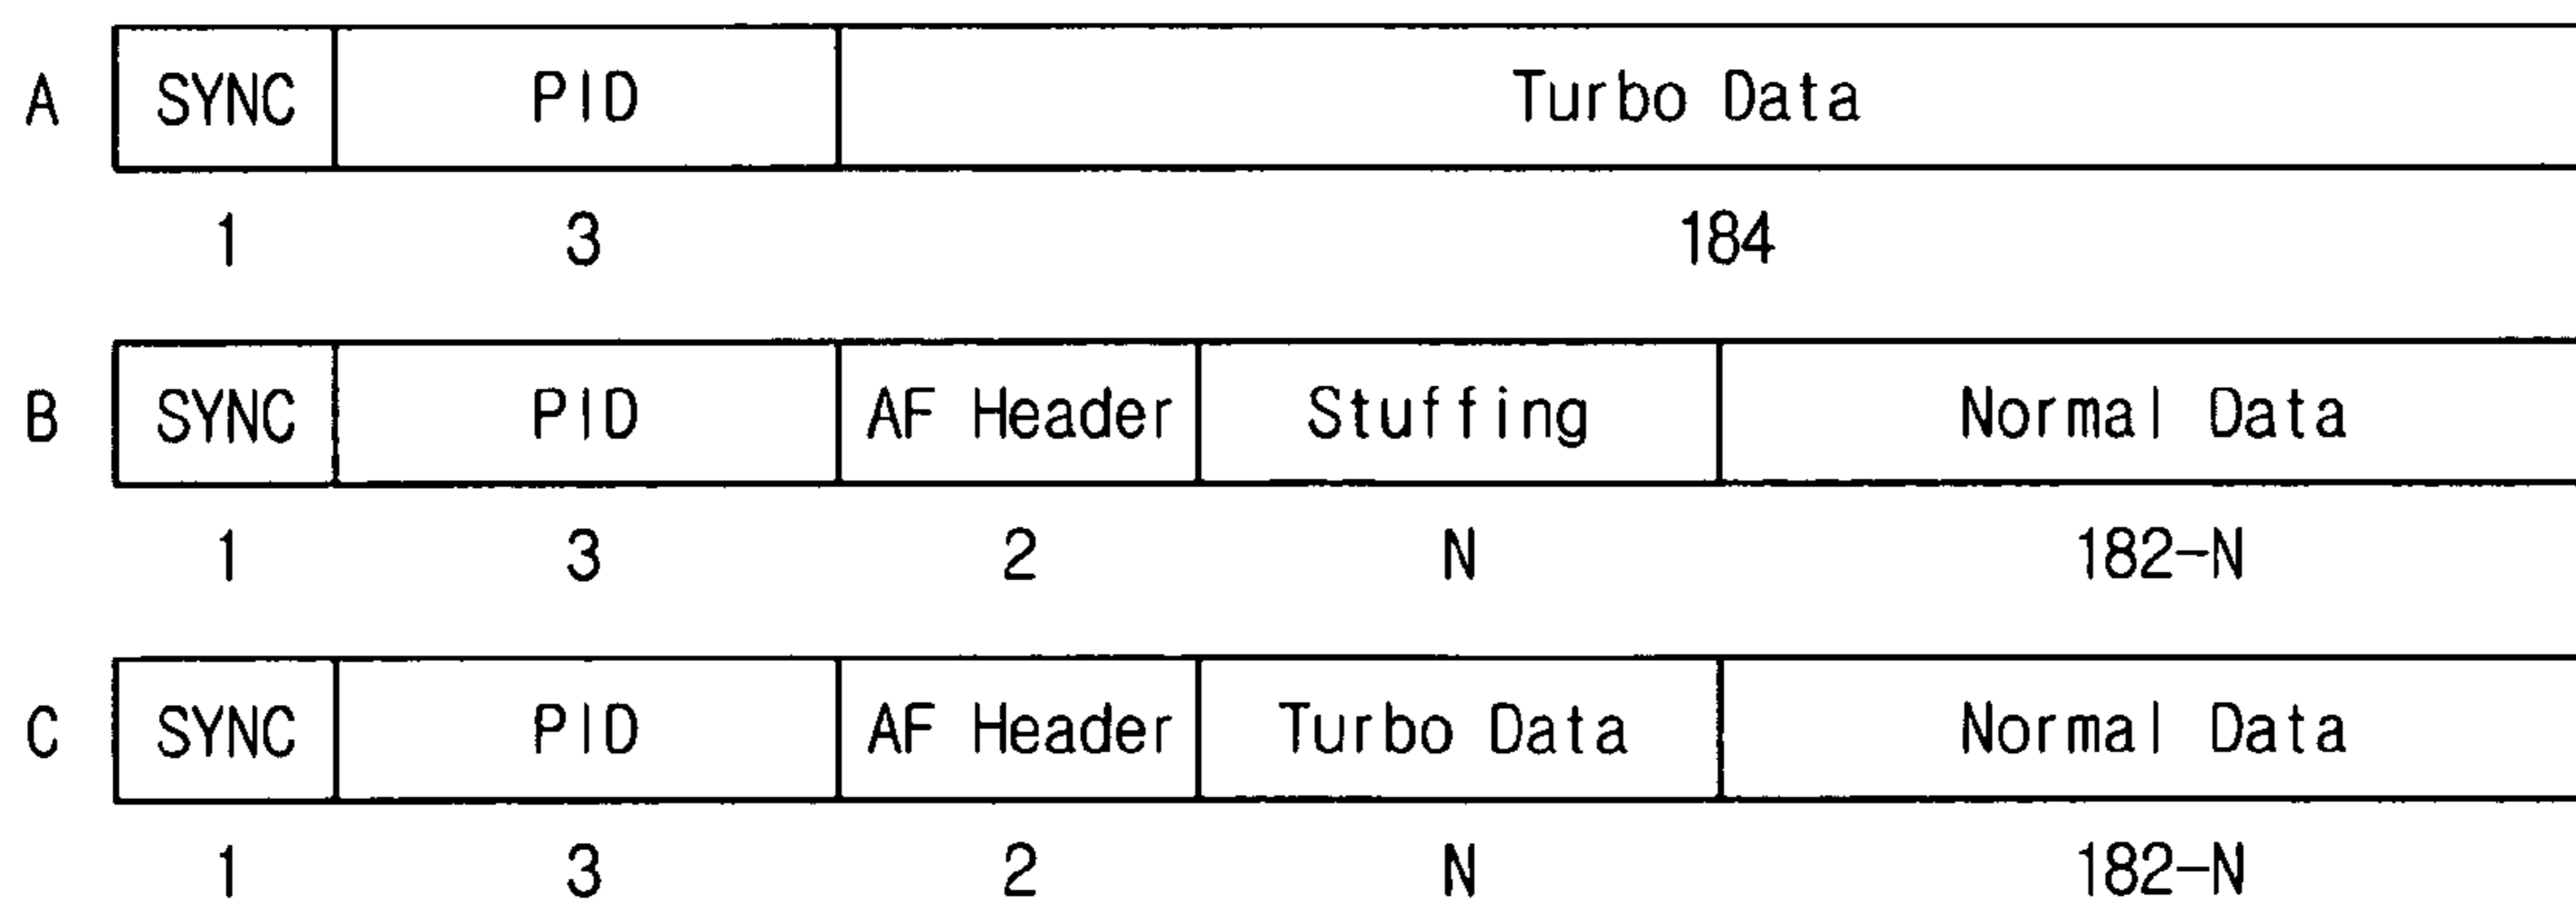 A SYNC PID Turbo Data
1 3 184
B SYNC PID AF Header Stuffing Normal Data
1 3 2 N 182-N
C SYNC PID AF Header Turbo Data Normal Data
1 3 2 N 182-N